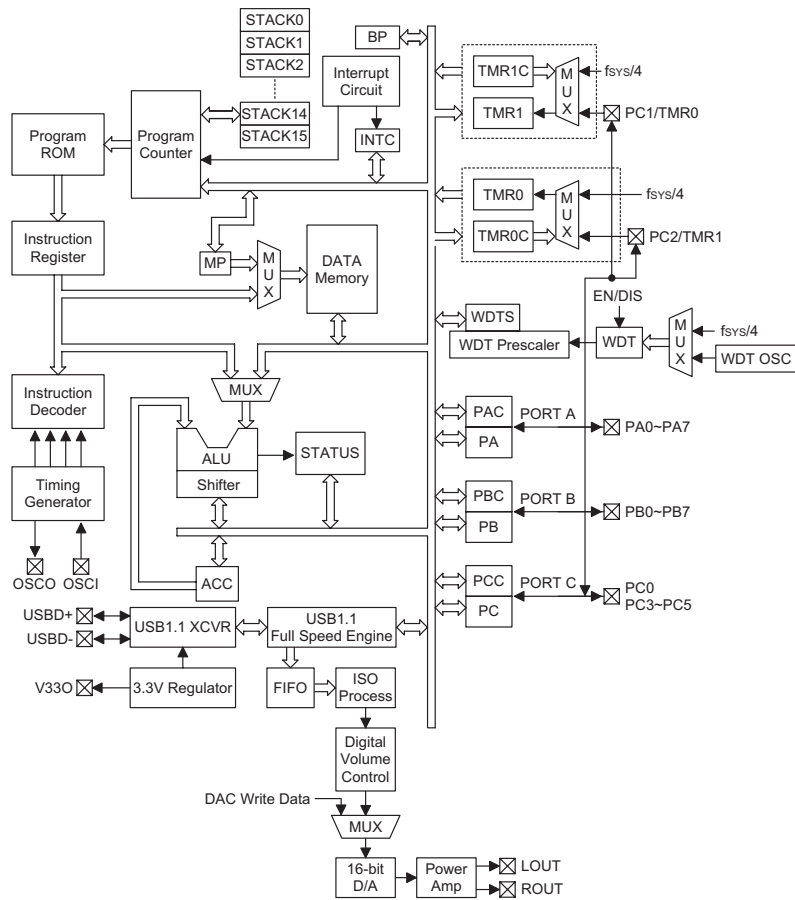 STACK0
STACK1
STACK2
STACK14
STACK15
BP
Interrupt
Circuit
INTC
Program
ROM
Program
Counter
Instruction
Register
MP
MUX
DATA
Memory
TMR1C
TMR1
MUX
fSYS/4
PC1/TMR0
TMR0
TMR0C
MUX
fSYS/4
PC2/TMR1
EN/DIS
WDTS
WDT Prescaler
WDT
MUX
fSYS/4
WDT OSC
Instruction
Decoder
MUX
ALU
Shifter
STATUS
Timing
Generator
OSCO
OSCI
ACC
PAC
PA
PORT A
PA0~PA7
PBC
PB
PORT B
PB0~PB7
PCC
PC
PORT C
PC0
PC3~PC5
USBD+
USBD-
USB1.1 XCVR
USB1.1
Full Speed Engine
V33O
3.3V Regulator
FIFO
ISO
Process
Digital
Volume
Control
DAC Write Data
MUX
16-bit
D/A
Power
Amp
LOUT
ROUT